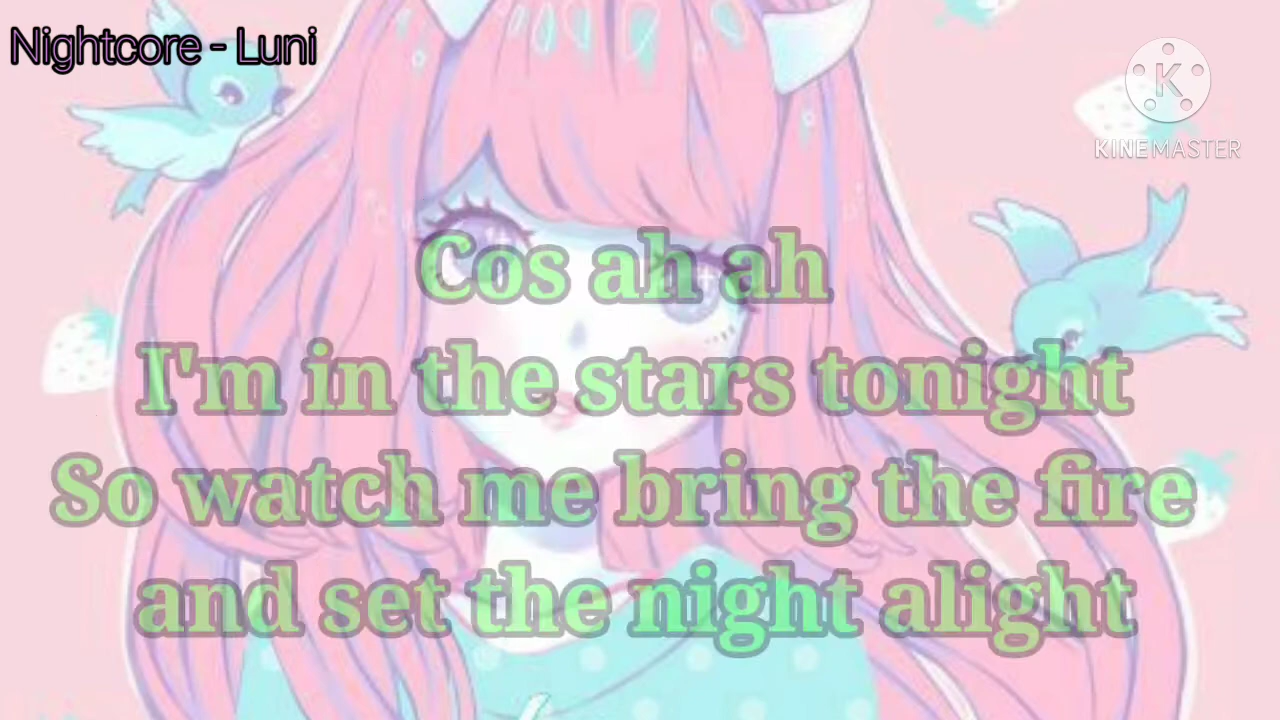 Nightcore - Luni
K
KINEMASTER
Cos ah ah
I'm in the stars tonight
So watch me bring the fire
and set the night alight